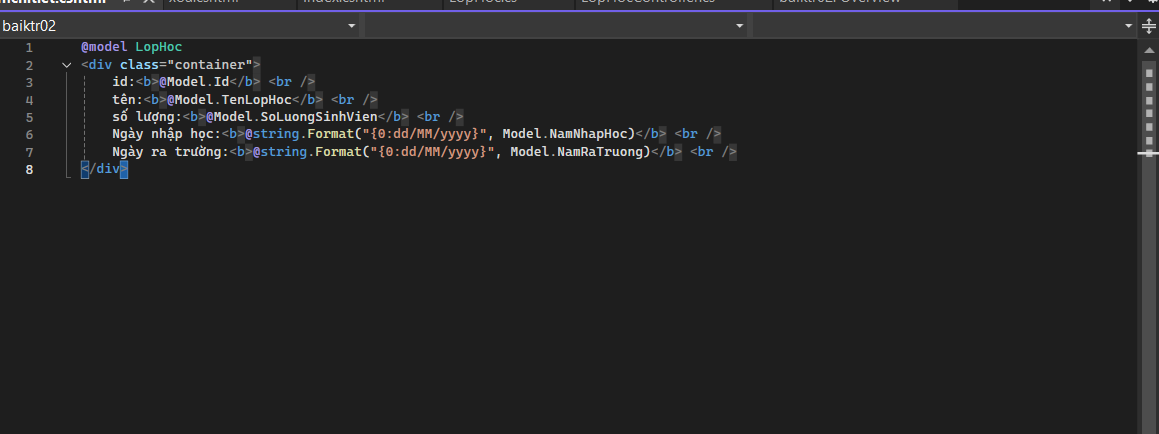 baiktr02
1 @model LopHoc
2 <div class="container">
3 id:<b>@Model.Id</b> <br />
4 tên:<b>@Model.TenLopHoc</b> <br />
5 số lượng:<b>@Model.SoLuongSinhVien</b> <br />
6 Ngày nhập học:<b>@string.Format("{0:dd/MM/yyyy}", Model.NamNhapHoc)</b> <br />
7 Ngày ra trường:<b>@string.Format("{0:dd/MM/yyyy}", Model.NamRaTruong)</b> <br />
8 </div>